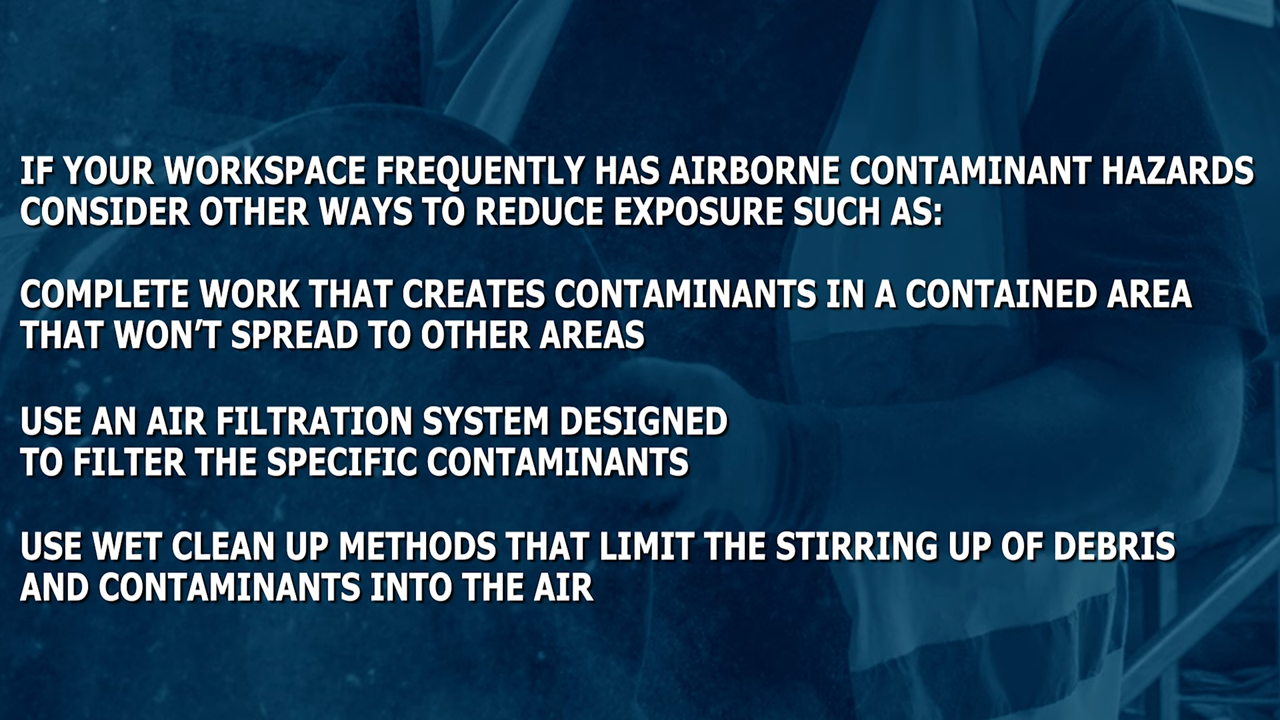 IF YOUR WORKSPACE FREQUENTLY HAS AIRBORNE CONTAMINANT HAZARDS
CONSIDER OTHER WAYS TO REDUCE EXPOSURE SUCH AS:
COMPLETE WORK THAT CREATES CONTAMINANTS IN A CONTAINED AREA
THAT WON’T SPREAD TO OTHER AREAS
USE AN AIR FILTRATION SYSTEM DESIGNED
TO FILTER THE SPECIFIC CONTAMINANTS
USE WET CLEAN UP METHODS THAT LIMIT THE STIRRING UP OF DEBRIS
AND CONTAMINANTS INTO THE AIR